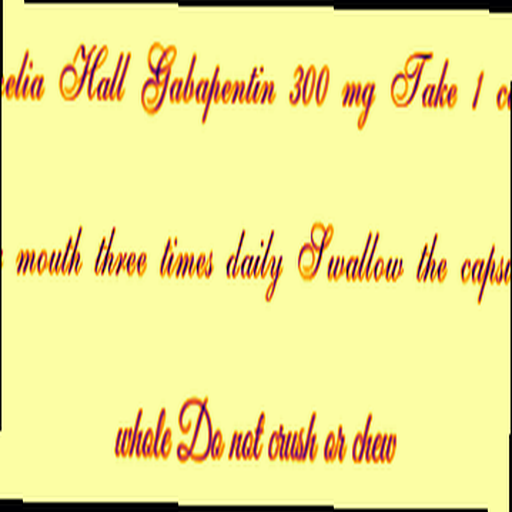 Hall Gabapentin 300 mg Take 1
mouth three times daily Swallow the
whole Do not crush or chew